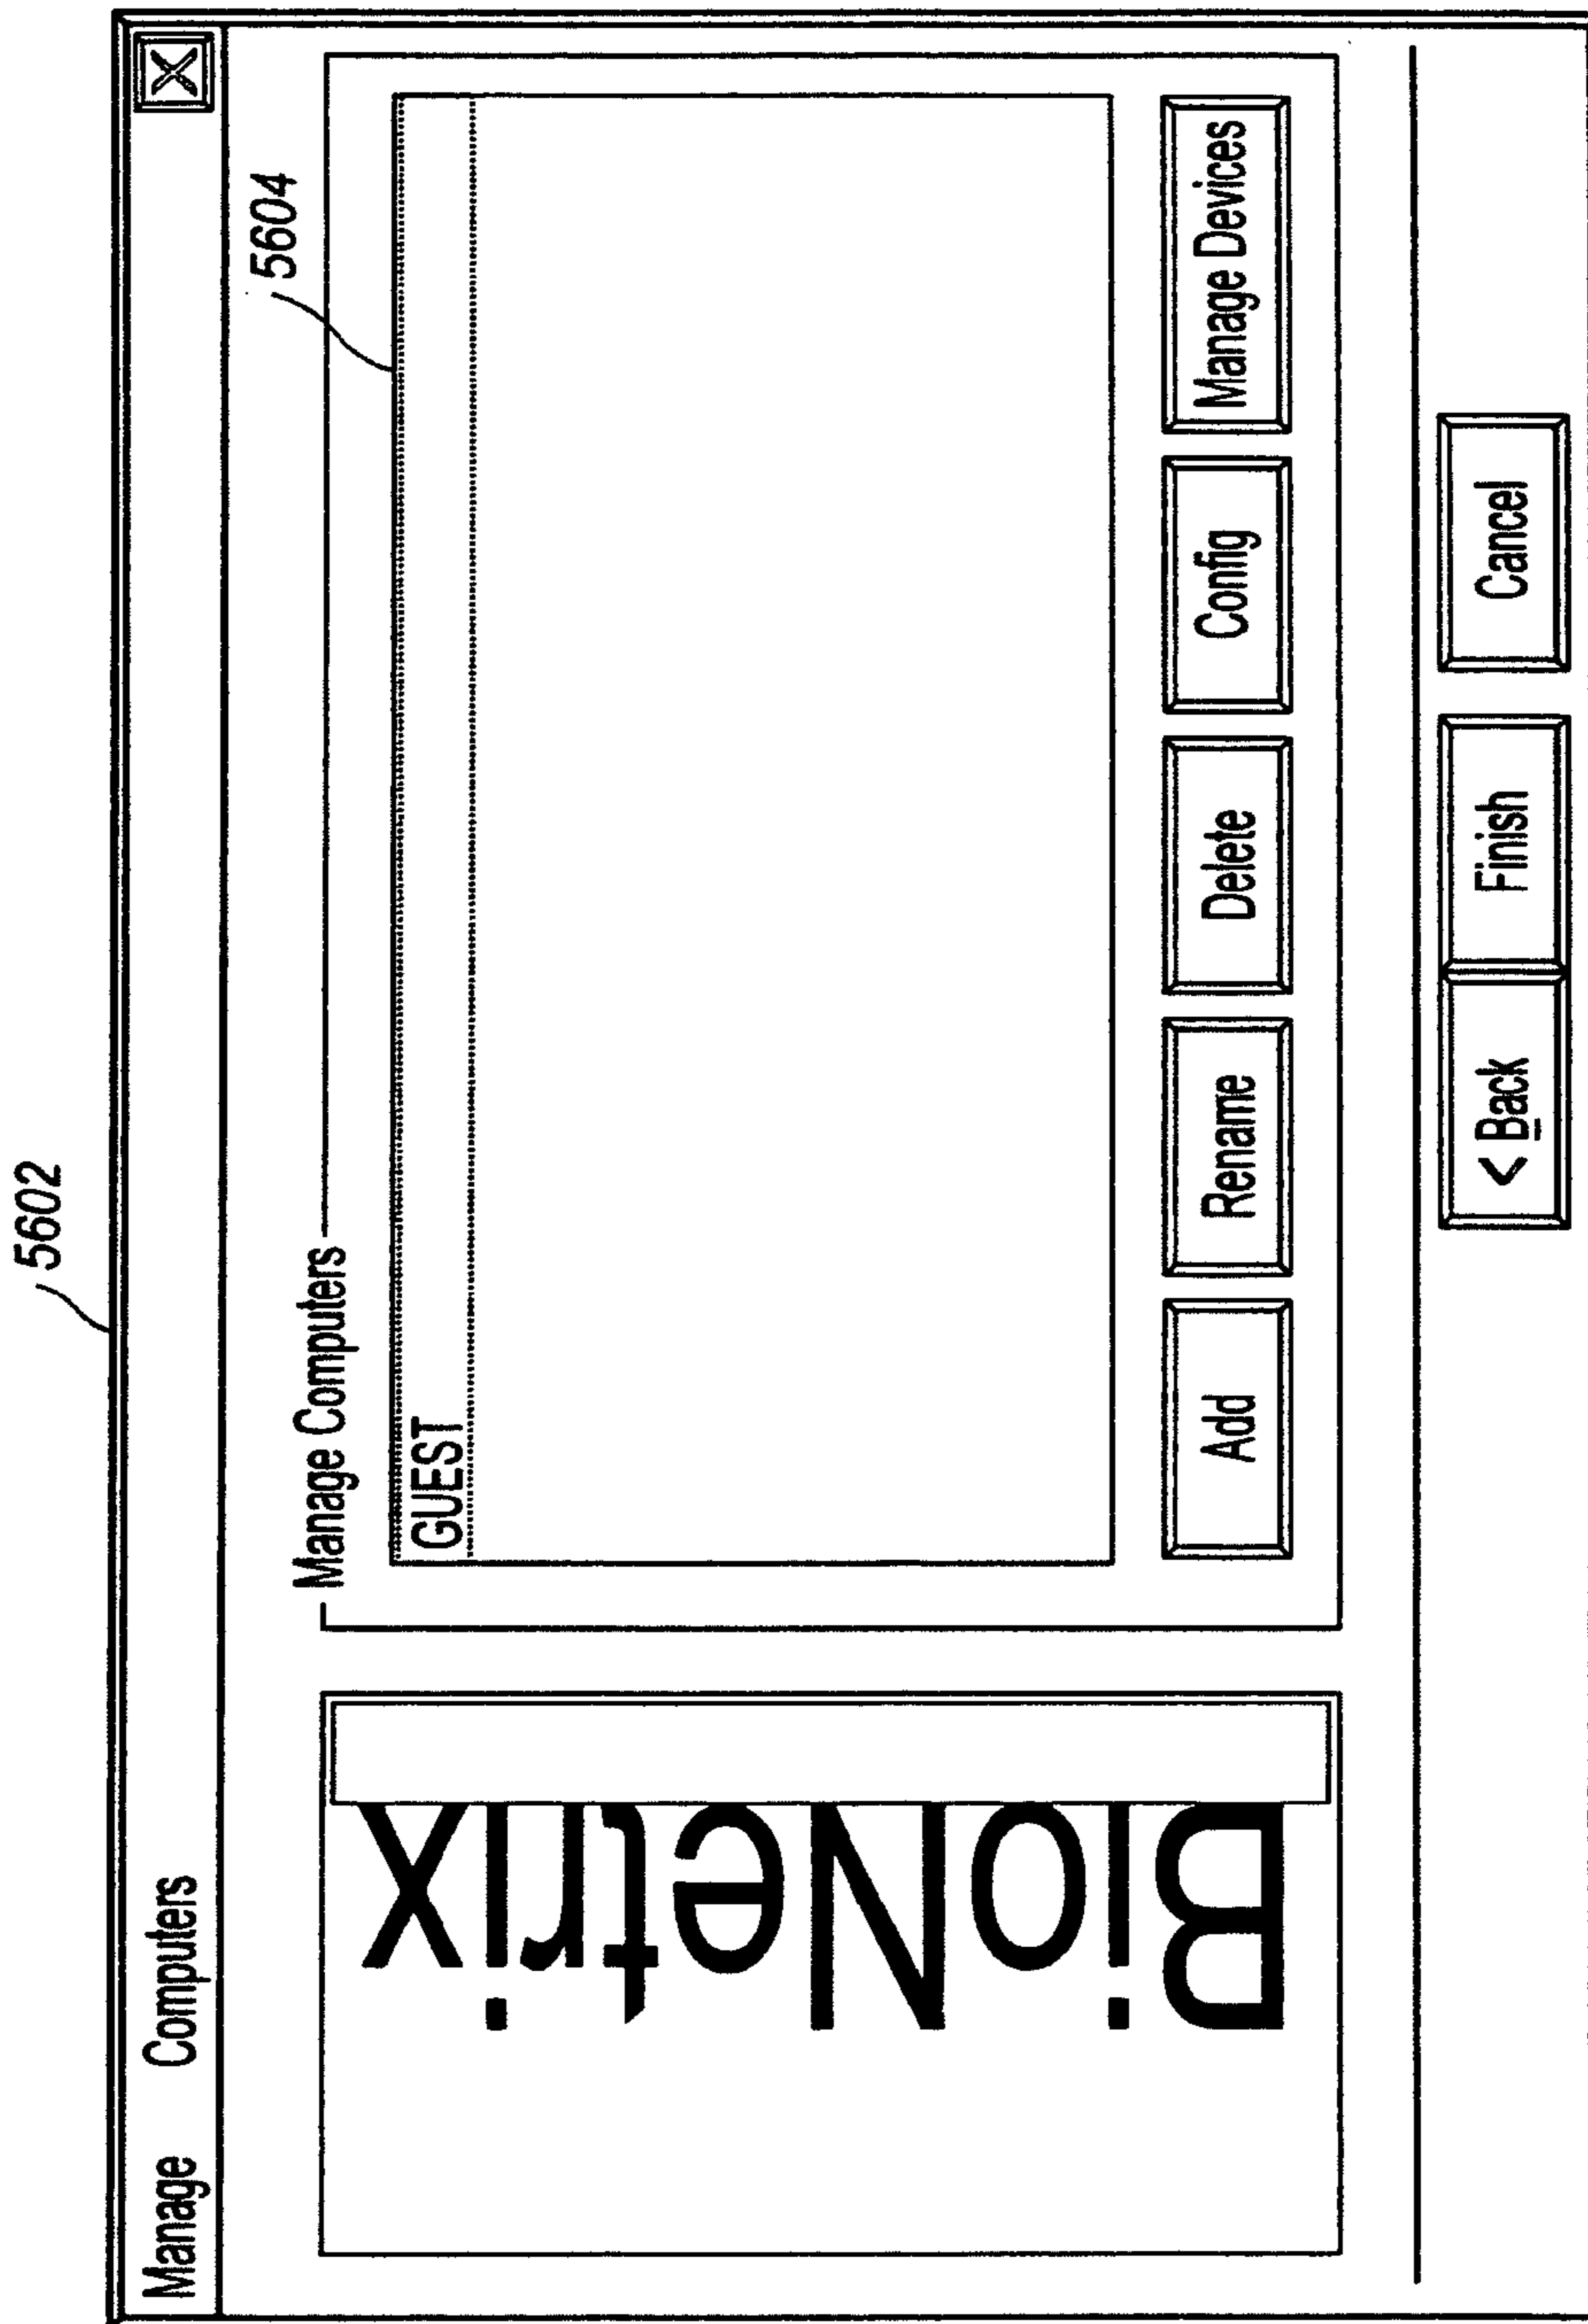 5602
Manage Computers
X
5604
Manage Computers
GUEST
BioNetrix
Add Rename Delete Config Manage Devices
< Back Finish Cancel